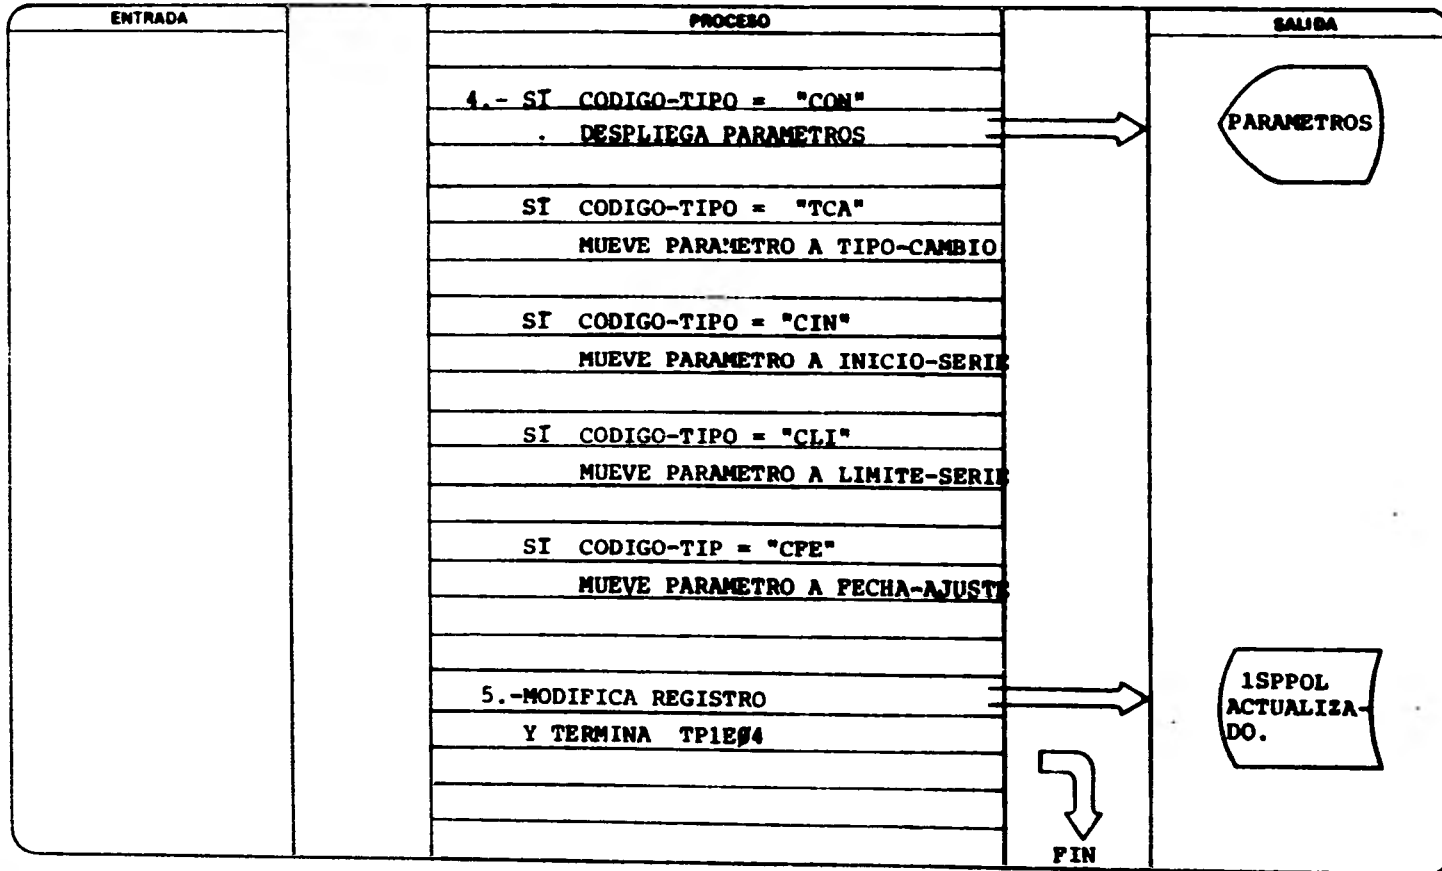 ENTRADA
PROCESO
SALIDA
4.- SI CODIGO-TIPO = "CON"
. DESPLIEGA PARAMETROS
PARAMETROS
SI CODIGO-TIPO = "TCA"
MUEVE PARAMETRO A TIPO-CAMBIO
SI CODIGO-TIPO = "CIN"
MUEVE PARAMETRO A INICIO-SERIE
SI CODIGO-TIPO = "CLI"
MUEVE PARAMETRO A LIMITE-SERIE
SI CODIGO-TIP = "CFE"
MUEVE PARAMETRO A FECHA-AJUSTE
5.-MODIFICA REGISTRO
Y TERMINA TP1EØ4
1SPPOL
ACTUALIZA-
DO.
FIN